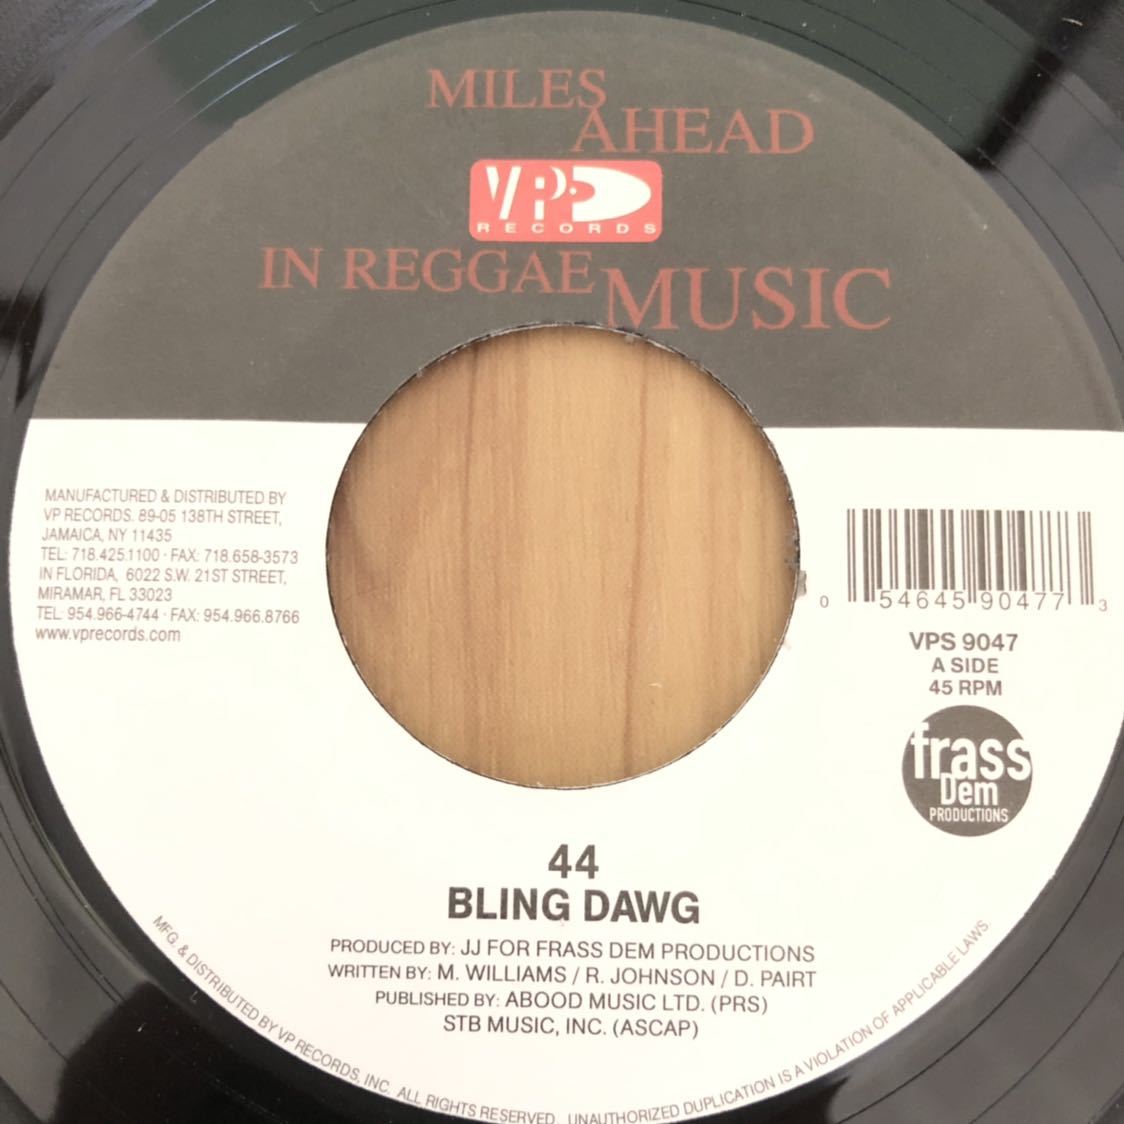 MILES
AHEAD
VP
RECORDS
IN REGGAE MUSIC
MANUFACTURED & DISTRIBUTED BY
VP RECORDS. 89-05 138TH STREET,
JAMAICA, NY 11435
TEL: 718.425.1100 · FAX: 718.658-3573
IN FLORIDA, 6022 S.W. 21ST STREET,
MIRAMAR, FL 33023
TEL: 954.966-4744 · FAX: 954.966.8766
www.vprecords.com
0 54645 90477 3
VPS 9047
A SIDE
45 RPM
frass
Dem
PRODUCTIONS
44
BLING DAWG
PRODUCED BY: JJ FOR FRASS DEM PRODUCTIONS
WRITTEN BY: M. WILLIAMS / R. JOHNSON / D. PAIRT
PUBLISHED BY: ABOOD MUSIC LTD. (PRS)
STB MUSIC, INC. (ASCAP)
MFG. & DISTRIBUTED BY VP RECORDS, INC. ALL RIGHTS RESERVED. UNAUTHORIZED DUPLICATION IS A VIOLATION OF APPLICABLE LAWS.